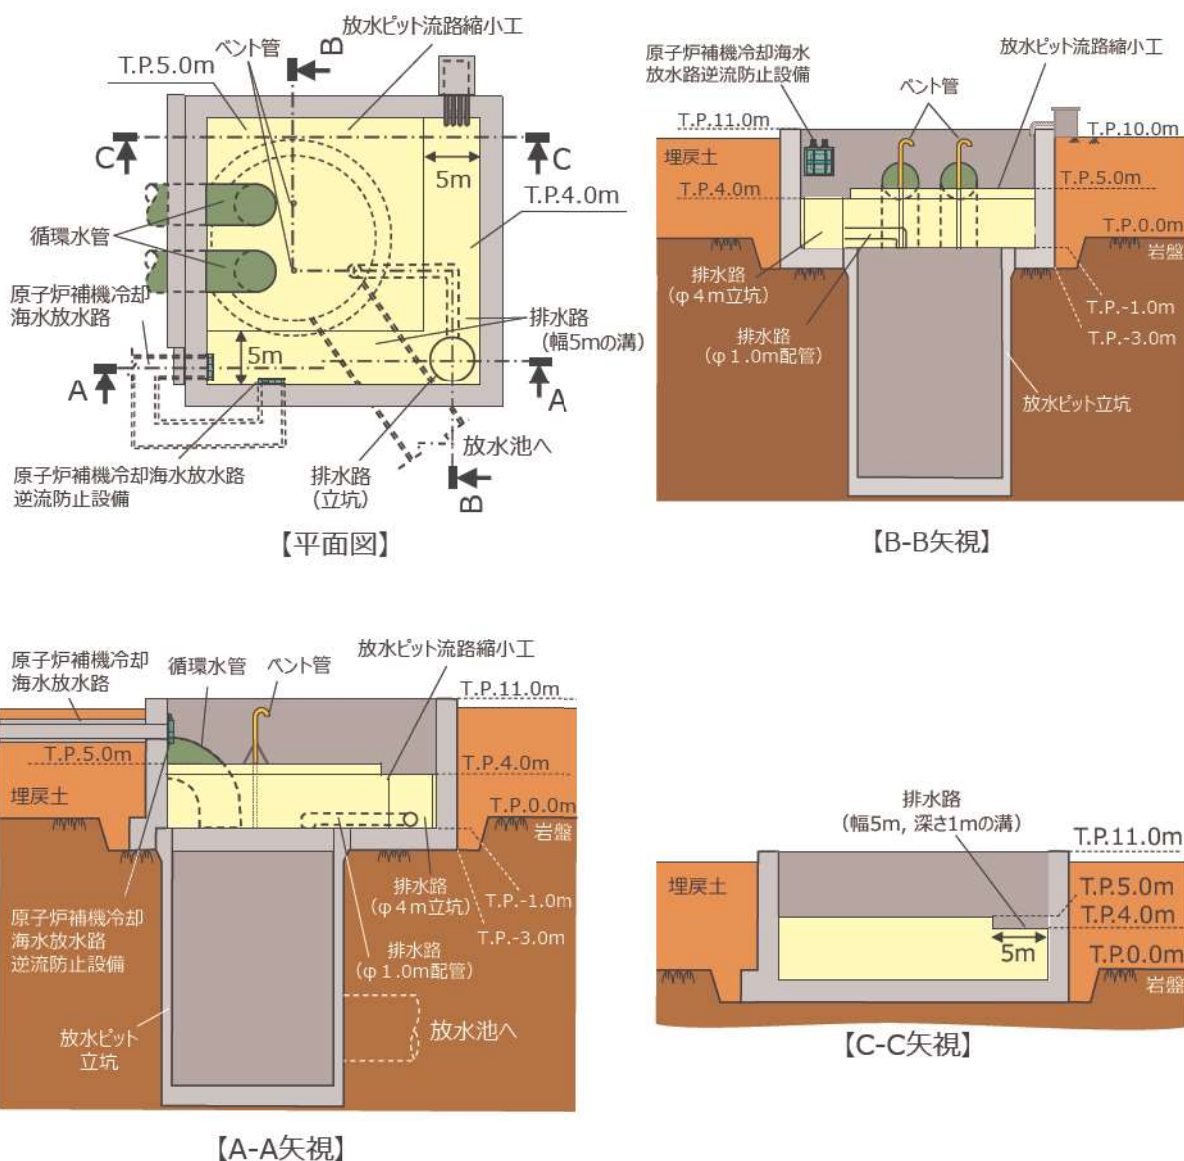 放水ピット流路縮小工
ベント管
B
T.P.5.0m
C
C
5m
T.P.4.0m
循環水管
原子炉補機冷却
海水放水路
排水路
(幅5mの溝)
5m
A
A
放水池へ
原子炉補機冷却海水放水路
逆流防止設備
排水路
(立坑)
B
【平面図】
原子炉補機冷却海水
放水路逆流防止設備
放水ピット流路縮小工
ベント管
T.P.11.0m
T.P.10.0m
埋戻土
T.P.4.0m
T.P.5.0m
T.P.0.0m
岩盤
排水路
(φ4m立坑)
排水路
(φ1.0m配管)
T.P.-1.0m
T.P.-3.0m
放水ピット立坑
【B-B矢視】
原子炉補機冷却
海水放水路
循環水管
ベント管
放水ピット流路縮小工
T.P.11.0m
T.P.5.0m
T.P.4.0m
埋戻土
T.P.0.0m
岩盤
原子炉補機冷却
海水放水路
逆流防止設備
排水路
(φ4m立坑)
T.P.-1.0m
排水路
(φ1.0m配管)
T.P.-3.0m
放水ピット
立坑
放水池へ
【A-A矢視】
排水路
(幅5m, 深さ1mの溝)
T.P.11.0m
埋戻土
T.P.5.0m
T.P.4.0m
5m
T.P.0.0m
岩盤
【C-C矢視】